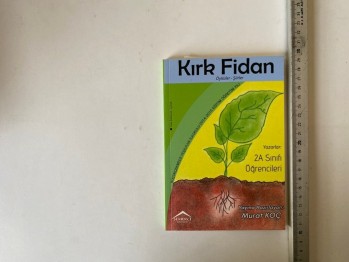 Kırk Fidan
Öyküler - Şiirler
Yazarlar:
2A Sınıfı
Öğrencileri
Murat KOÇ